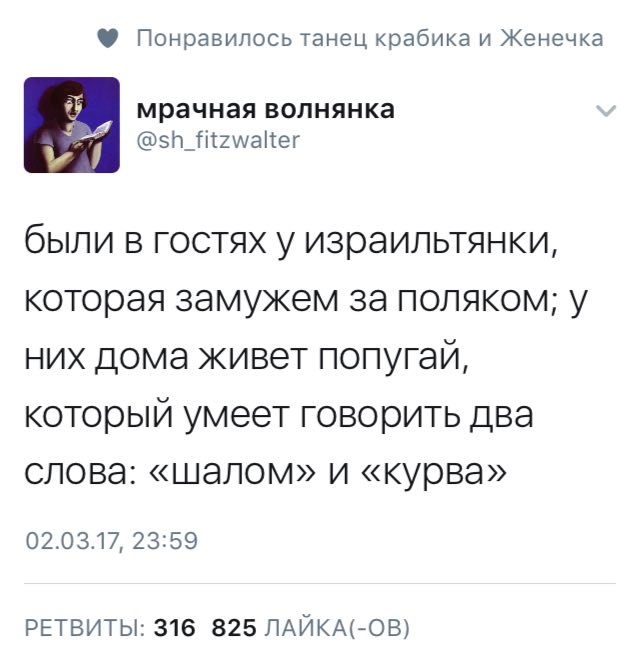 Понравилось танец крабика и Женечка
мрачная волнянка
@sh_fitzwalter
были в гостях у израильтянки,
которая замужем за поляком; у
них дома живет попугай,
который умеет говорить два
слова: «шалом» и «курва»
02.03.17, 23:59
РЕТВИТЫ: 316 825 ЛАЙКА(-ОВ)